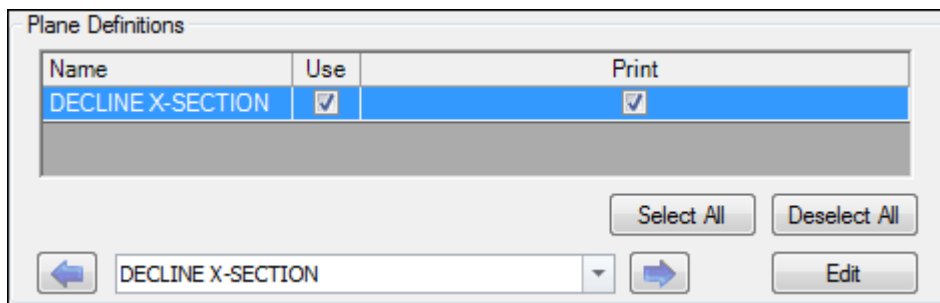 Plane Definitions
Name Use Print
DECLINE X-SECTION
Select All Deselect All
DECLINE X-SECTION Edit